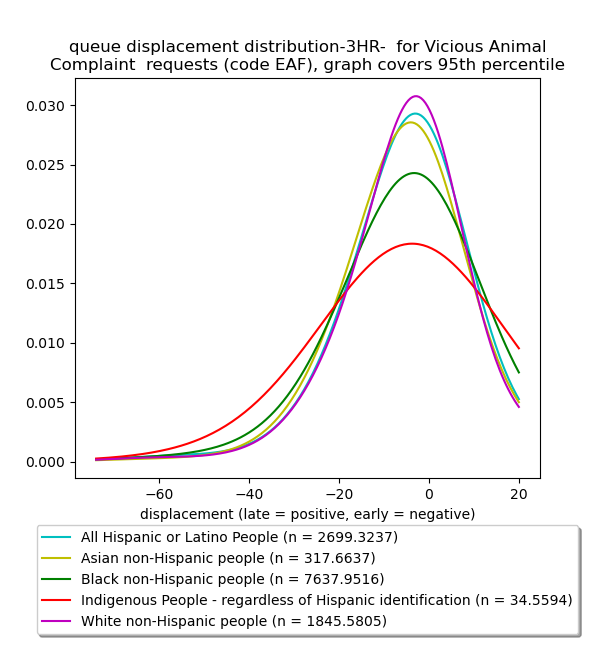 queue displacement distribution-3HR-  for Vicious Animal
Complaint  requests (code EAF), graph covers 95th percentile
0.030
0.025
0.020
0.015
0.010
0.005
0.000
−60 −40 −20 0 20
displacement (late = positive, early = negative)
All Hispanic or Latino People (n = 2699.3237)
Asian non-Hispanic people (n = 317.6637)
Black non-Hispanic people (n = 7637.9516)
Indigenous People - regardless of Hispanic identification (n = 34.5594)
White non-Hispanic people (n = 1845.5805)